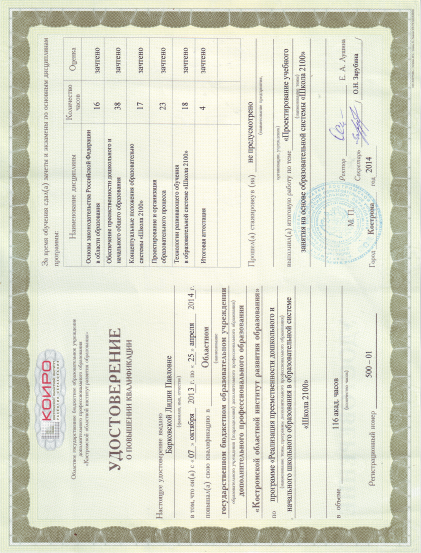 КОИРО
Областное государственное бюджетное образовательное учреждение
дополнительного профессионального образования
«Костромской областной институт развития образования»
УДОСТОВЕРЕНИЕ
О ПОВЫШЕНИИ КВАЛИФИКАЦИИ
Настоящее удостоверение выдано
Барковской Лидии Павловне
(фамилия, имя, отчество)
в том, что он(а) с «07» октября 2013 г. по «25» апреля 2014 г.
повышал(а) свою квалификацию в Областном
(наименование
государственном бюджетном образовательном учреждении
образовательного учреждения (подразделения) дополнительного профессионального образования)
дополнительного профессионального образования
«Костромской областной институт развития образования»
по программе «Реализация преемственности дошкольного и
начального школьного образования в образовательной системе
«Школа 2100»
в объеме 116 акад. часов
(количество часов)
Регистрационный номер 500–01
За время обучения сдал(а) зачеты и экзамены по основным дисциплинам
программы:
Наименование дисциплины Количество часов Оценка
Основы законодательства Российской Федерации
в области образования 16 зачтено
Обеспечение преемственности дошкольного и
начального общего образования 38 зачтено
Концептуальные положения образовательной
системы «Школа 2100» 17 зачтено
Проектирование и организация
образовательного процесса 23 зачтено
Технологии развивающего обучения
в образовательной системе «Школа 2100» 18 зачтено
Итоговая аттестация 4 зачтено
Прошел(а) стажировку в (на) не предусмотрено
(наименование предприятия,
организации, учреждения)
выполнил(а) итоговую работу по теме «Проектирование учебного
(наименование темы)
занятия на основе образовательной системы «Школа 2100»
Ректор Е. А. Лушина
М. П. Секретарь О.Н. Зарубина
Город Кострома год 2014